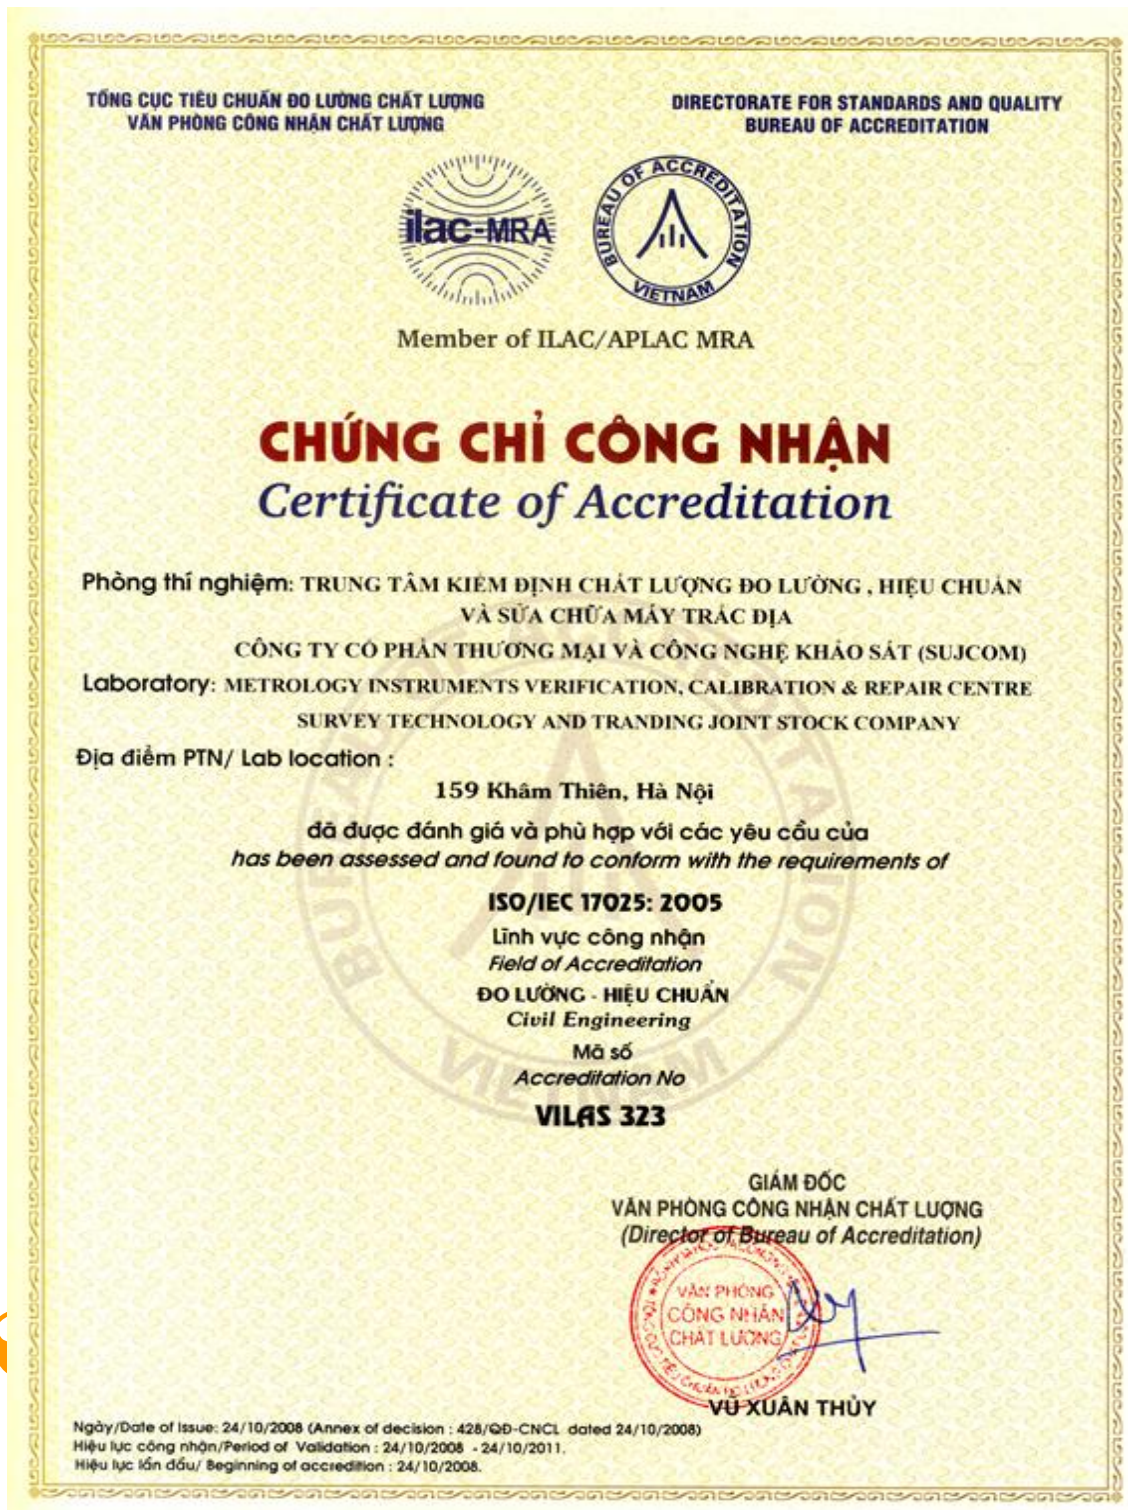 TỔNG CỤC TIÊU CHUẨN ĐO LƯỜNG CHẤT LƯỢNG
VĂN PHÒNG CÔNG NHẬN CHẤT LƯỢNG
DIRECTORATE FOR STANDARDS AND QUALITY
BUREAU OF ACCREDITATION
ilac-MRA
BUREAU OF ACCREDITATION
VIETNAM
Member of ILAC/APLAC MRA
CHỨNG CHỈ CÔNG NHẬN
Certificate of Accreditation
Phòng thí nghiệm: TRUNG TÂM KIỂM ĐỊNH CHẤT LƯỢNG ĐO LƯỜNG , HIỆU CHUẨN
VÀ SỬA CHỮA MÁY TRẮC ĐỊA
CÔNG TY CỔ PHẦN THƯƠNG MẠI VÀ CÔNG NGHỆ KHẢO SÁT (SUJCOM)
Laboratory: METROLOGY INSTRUMENTS VERIFICATION, CALIBRATION & REPAIR CENTRE
SURVEY TECHNOLOGY AND TRANDING JOINT STOCK COMPANY
Địa điểm PTN/ Lab location :
159 Khâm Thiên, Hà Nội
đã được đánh giá và phù hợp với các yêu cầu của
has been assessed and found to conform with the requirements of
ISO/IEC 17025: 2005
Lĩnh vực công nhận
Field of Accreditation
ĐO LƯỜNG - HIỆU CHUẨN
Civil Engineering
Mã số
Accreditation No
VILAS 323
GIÁM ĐỐC
VĂN PHÒNG CÔNG NHẬN CHẤT LƯỢNG
(Director of Bureau of Accreditation)
VĂN PHÒNG
CÔNG NHẬN
CHẤT LƯỢNG
VŨ XUÂN THỦY
Ngày/Date of Issue: 24/10/2008 (Annex of decision : 428/QĐ-CNCL dated 24/10/2008)
Hiệu lực công nhận/Period of Validation : 24/10/2008 - 24/10/2011.
Hiệu lực lần đầu/ Beginning of accredition : 24/10/2008.